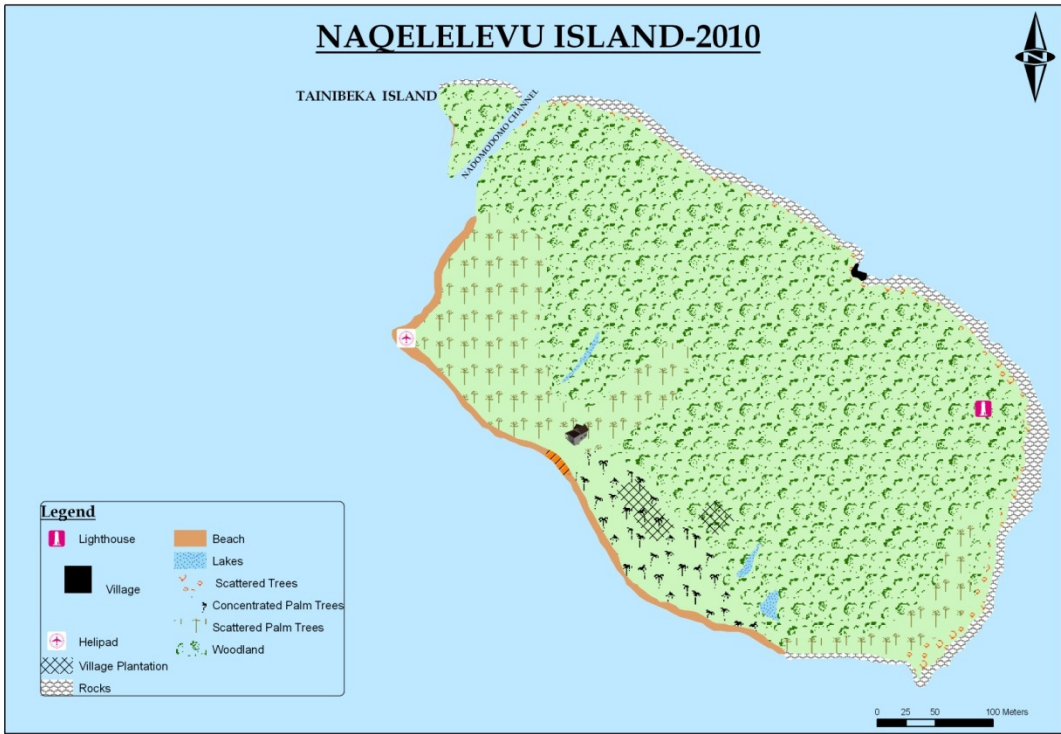 NAQELELEVU ISLAND-2010
N
TAINIBEKA ISLAND
NADOMODOMO CHANNEL
Legend
Lighthouse
Village
Helipad
Village Plantation
Rocks
Beach
Lakes
Scattered Trees
Concentrated Palm Trees
Scattered Palm Trees
Woodland
0 25 50 100 Meters